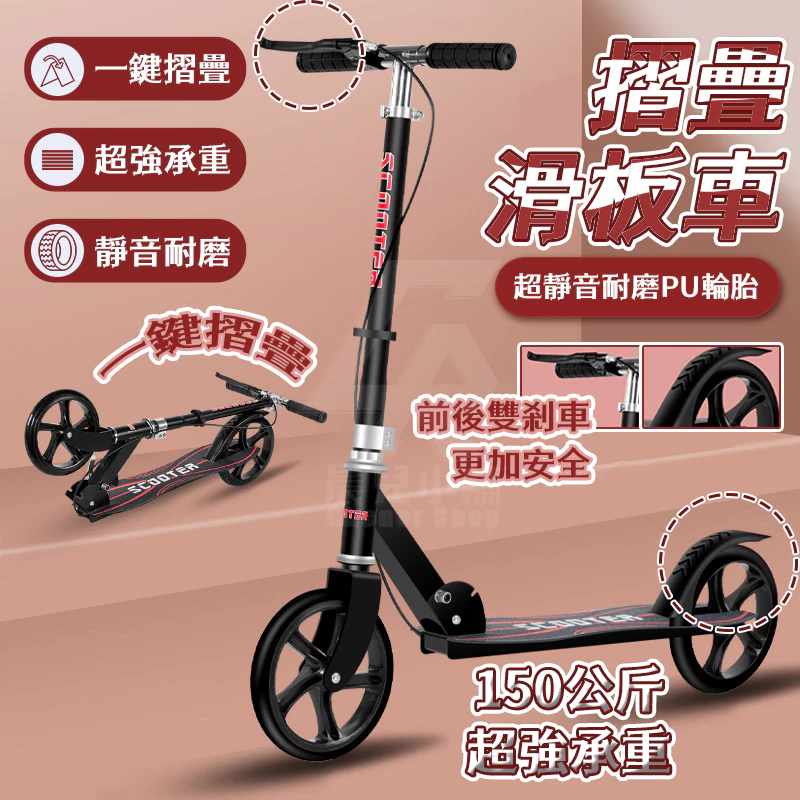 一鍵摺疊
超強承重
靜音耐磨
摺疊
滑板車
超靜音耐磨PU輪胎
一鍵摺疊
前後雙剎車
更加安全
SCOOTER
SCOOTER
SCOOTER
150公斤
超強承重